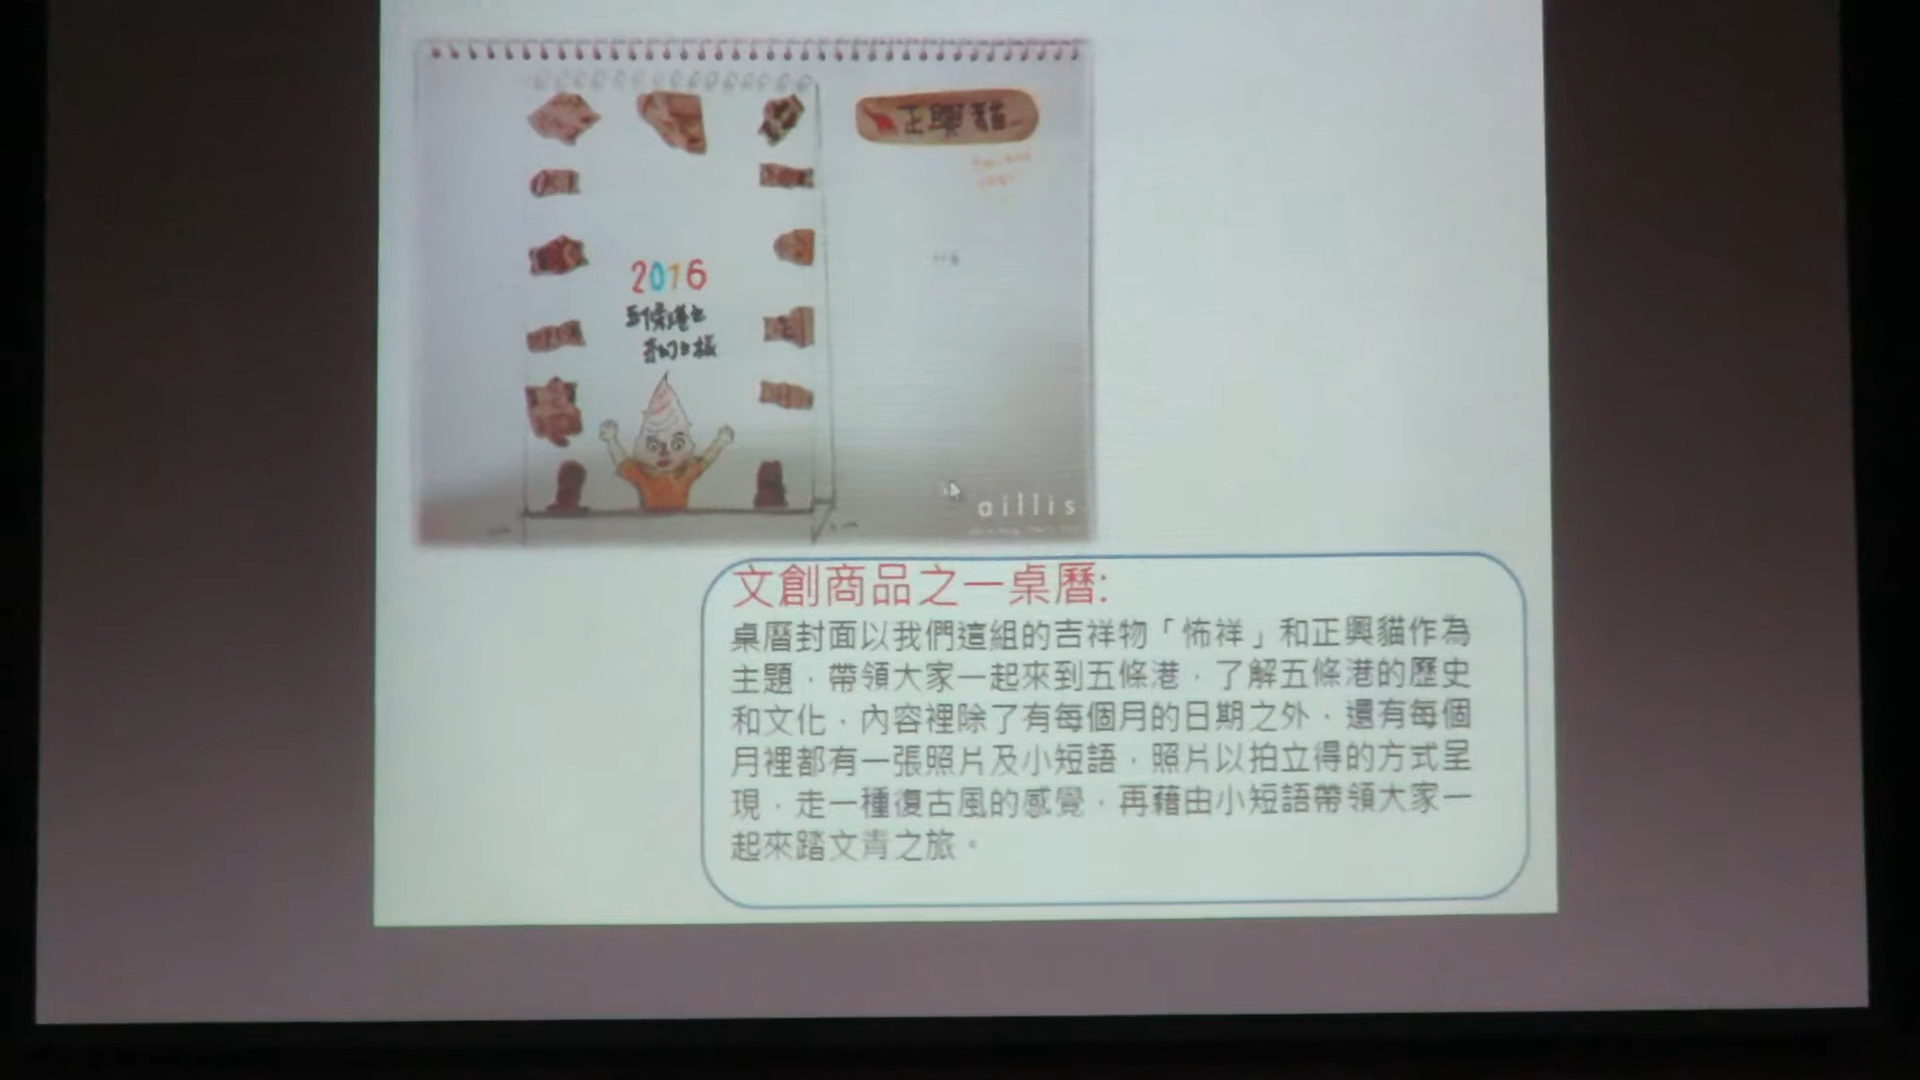 正興貓
2016
五條港之
奇幻日誌
aillis
文創商品之一桌曆:
桌曆封面以我們這組的吉祥物「怖祥」和正興貓作為
主題，帶領大家一起來到五條港，了解五條港的歷史
和文化，內容裡除了有每個月的日期之外，還有每個
月裡都有一張照片及小短語，照片以拍立得的方式呈
現，走一種復古風的感覺，再藉由小短語帶領大家一
起來踏文青之旅。